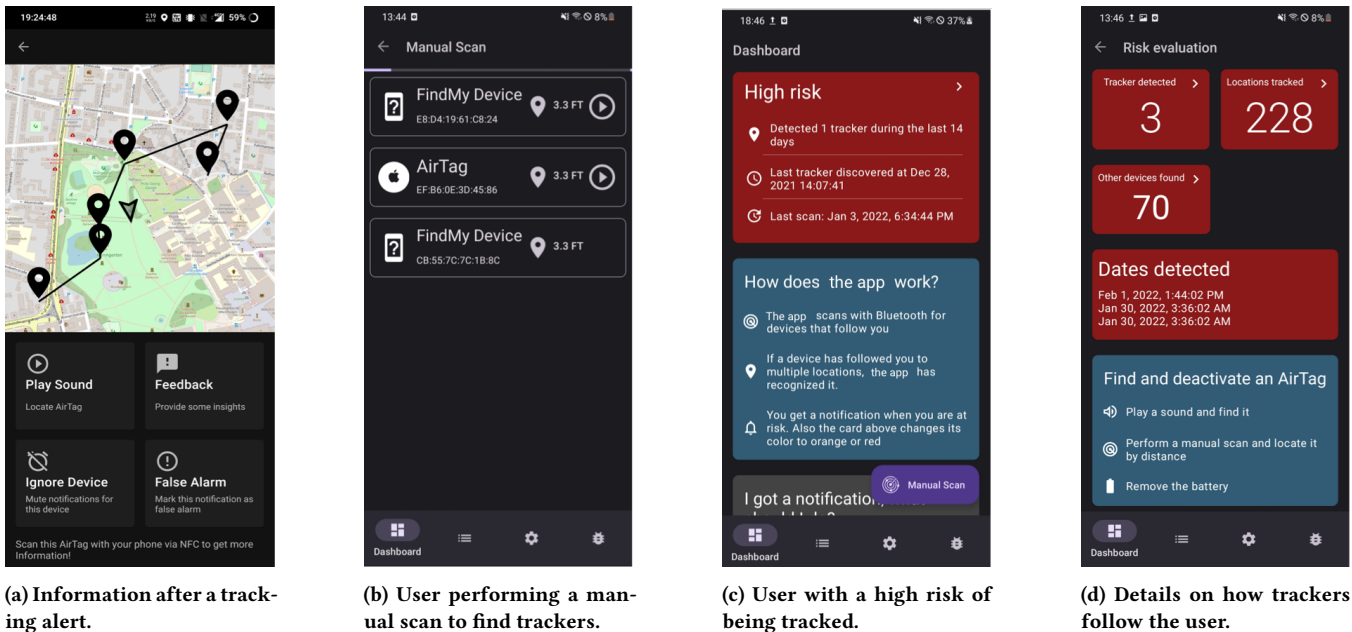 19:24:48
59%
Play Sound
Locate AirTag
Feedback
Provide some insights
Ignore Device
Mute notifications for
this device
False Alarm
Mark this notification as
false alarm
Scan this AirTag with your phone via NFC to get more
Information!
(a) Information after a track-
ing alert.
13:44
8%
Manual Scan
FindMy Device
E8:D4:19:61:C8:24
3.3 FT
AirTag
EF:B6:0E:3D:45:86
3.3 FT
FindMy Device
CB:55:7C:7C:1B:8C
3.3 FT
Dashboard
(b) User performing a man-
ual scan to find trackers.
18:46
37%
Dashboard
High risk
Detected 1 tracker during the last 14
days
Last tracker discovered at Dec 28,
2021 14:07:41
Last scan: Jan 3, 2022, 6:34:44 PM
How does the app work?
The app scans with Bluetooth for
devices that follow you
If a device has followed you to
multiple locations, the app has
recognized it.
You get a notification when you are at
risk. Also the card above changes its
color to orange or red
I got a notification,
Manual Scan
Dashboard
(c) User with a high risk of
being tracked.
13:46
8%
Risk evaluation
Tracker detected
3
Locations tracked
228
Other devices found
70
Dates detected
Feb 1, 2022, 1:44:02 PM
Jan 30, 2022, 3:36:02 AM
Jan 30, 2022, 3:36:02 AM
Find and deactivate an AirTag
Play a sound and find it
Perform a manual scan and locate it
by distance
Remove the battery
Dashboard
(d) Details on how trackers
follow the user.